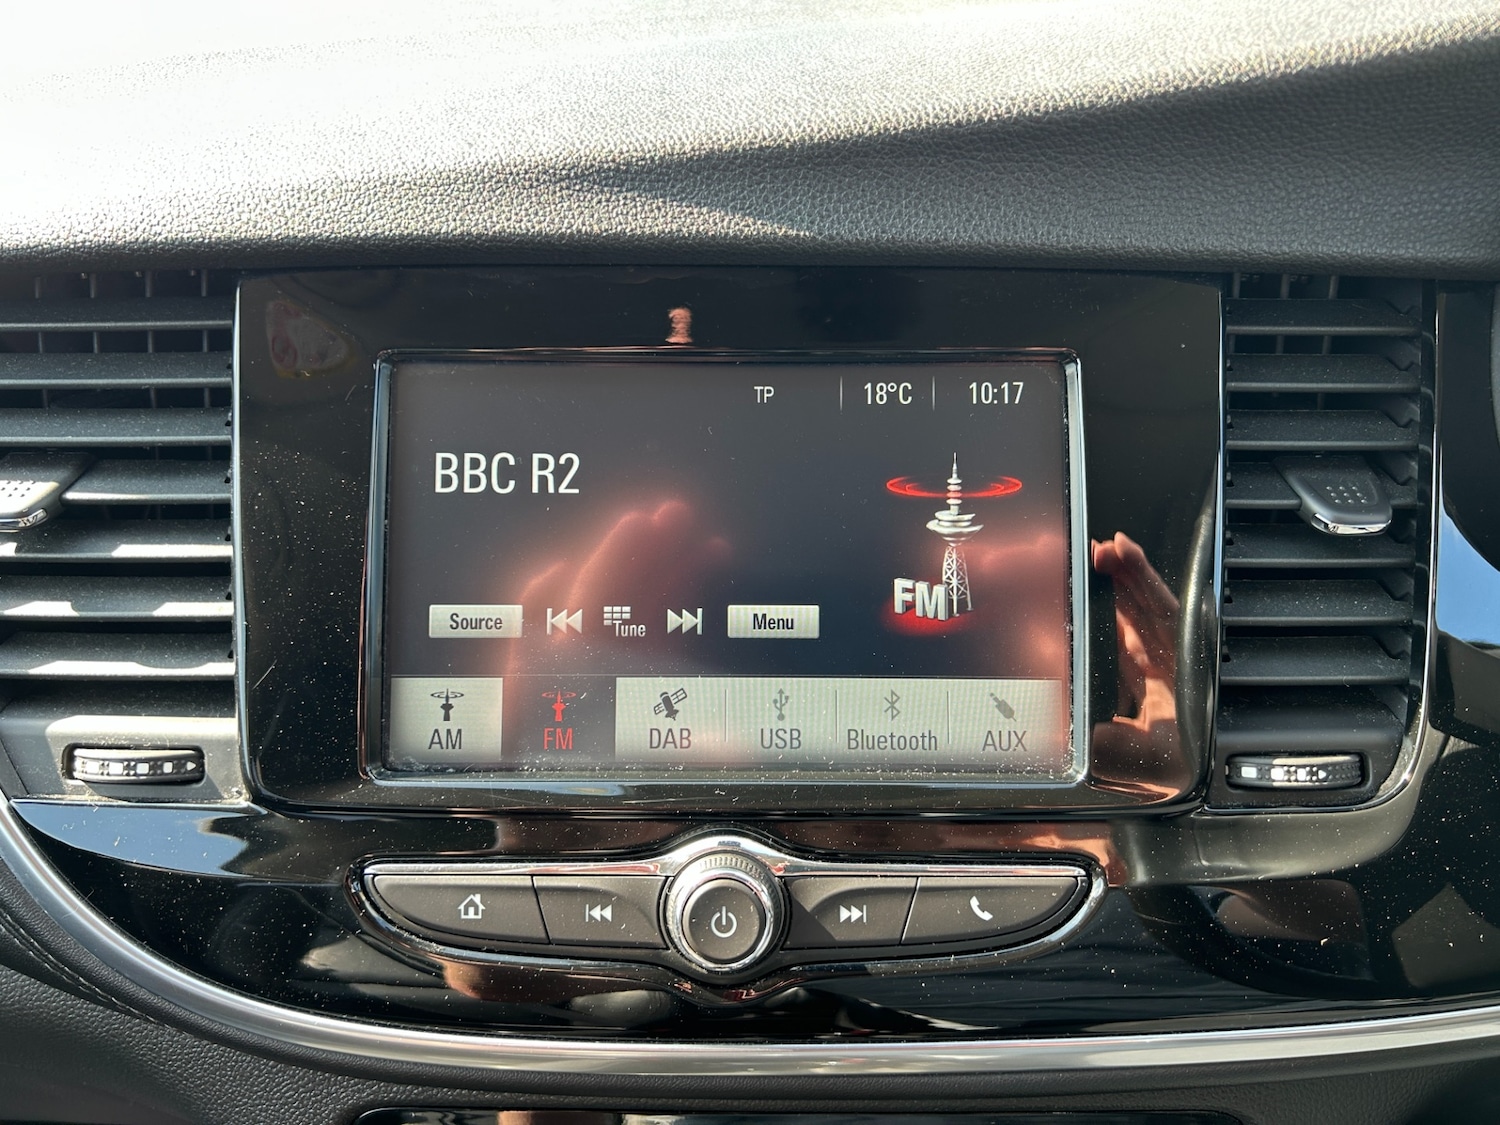 TP 18°C 10:17
BBC R2
FM
Source Tune Menu
AM FM DAB USB Bluetooth AUX